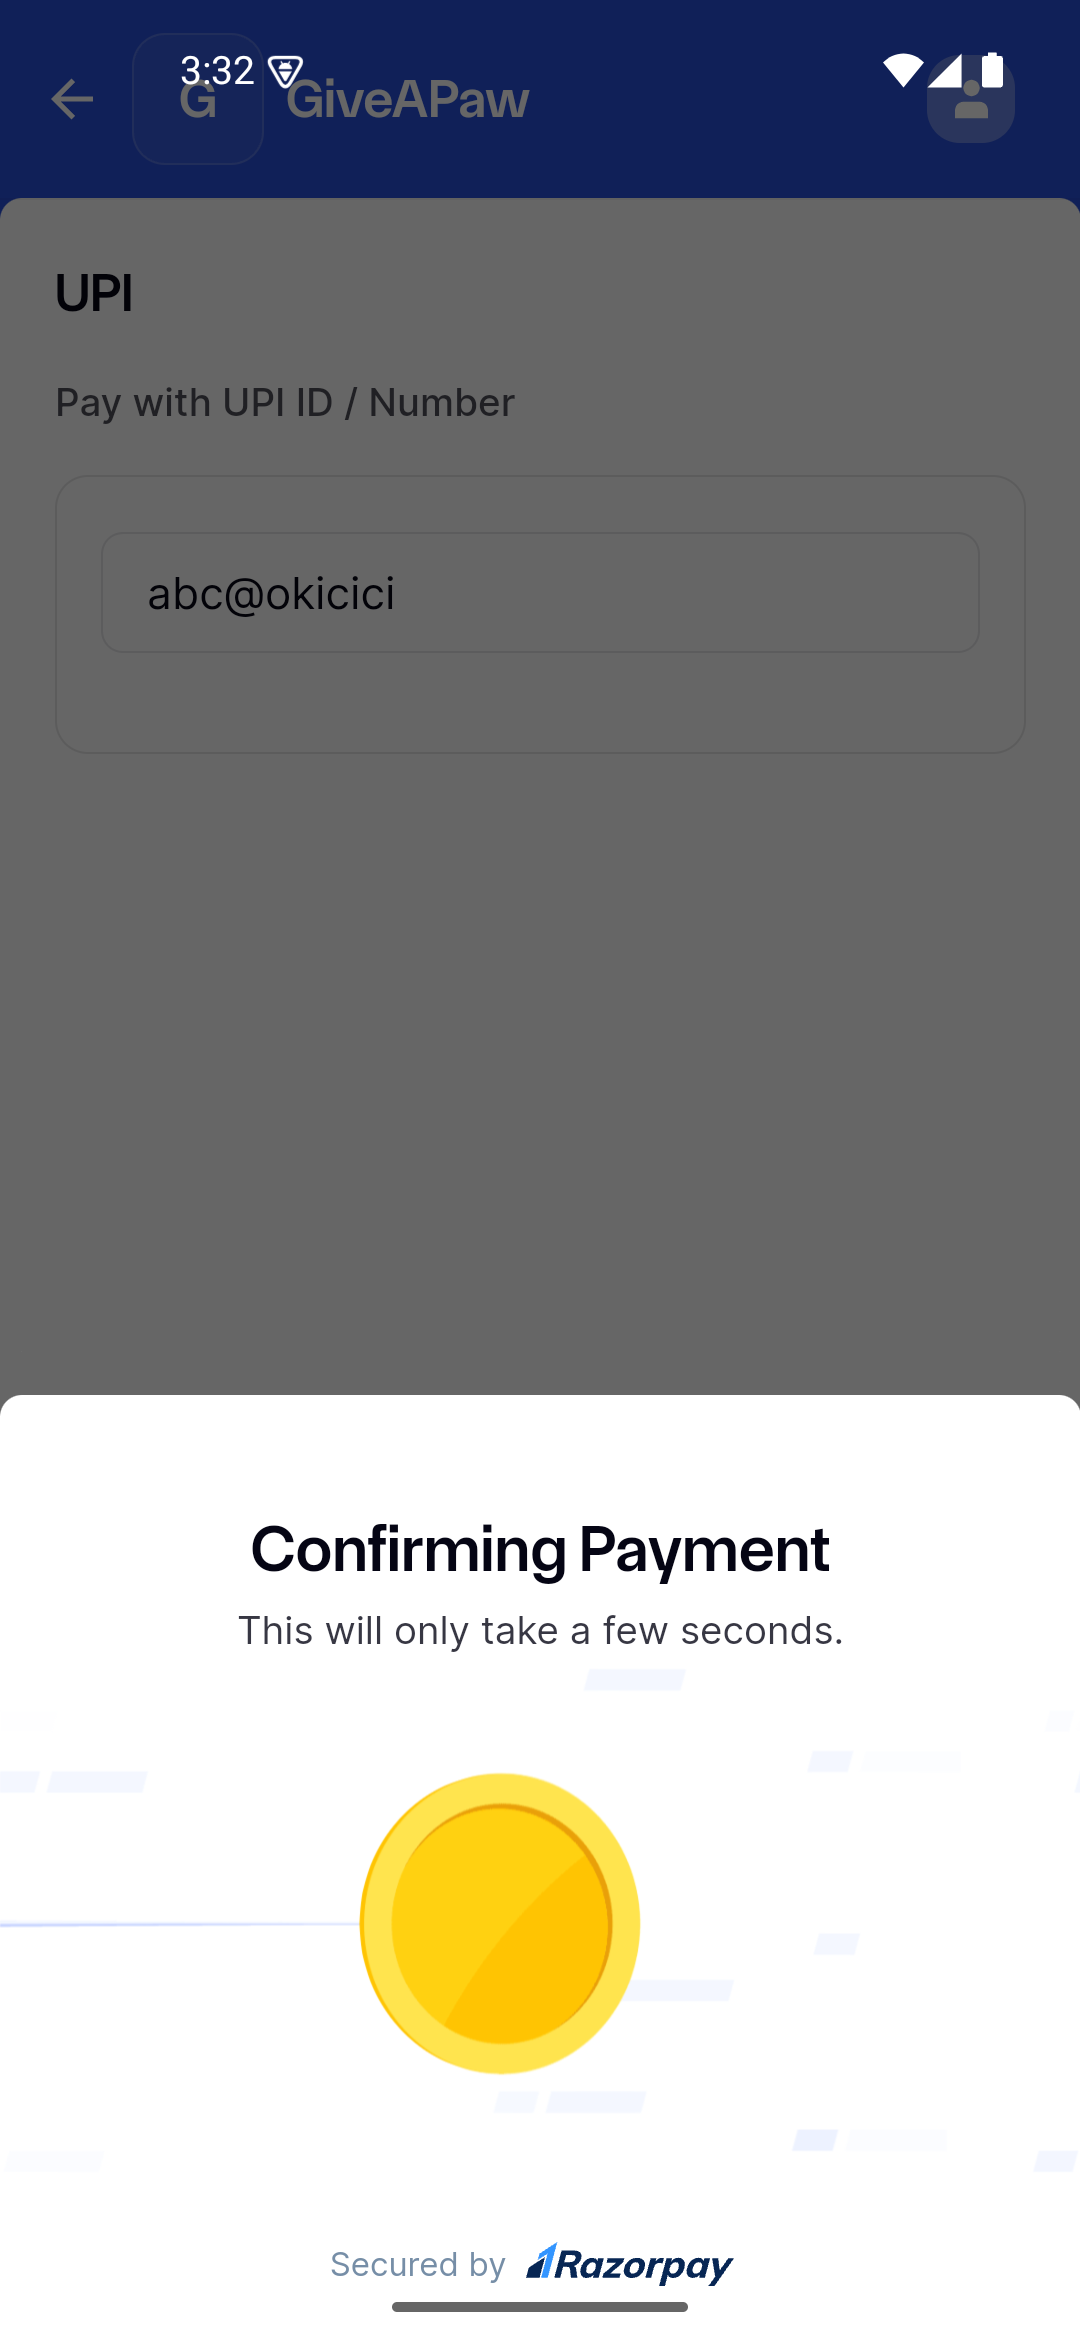 3:32
G GiveAPaw
UPI
Pay with UPI ID / Number
abc@okicici
Confirming Payment
This will only take a few seconds.
Secured by Razorpay